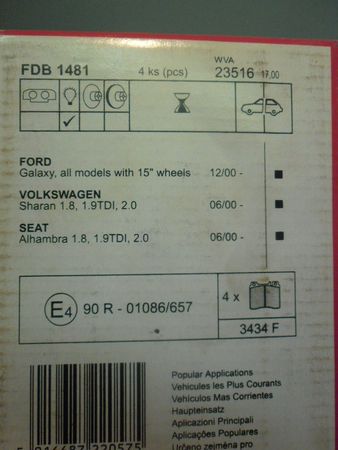 WVA
FDB 1481 4 ks (pcs) 23516 17,00
FORD
Galaxy, all models with 15" wheels 12/00 -
VOLKSWAGEN
Sharan 1.8, 1.9TDI, 2.0 06/00 -
SEAT
Alhambra 1.8, 1.9TDI, 2.0 06/00 -
E4 90 R - 01086/657
4 x
3434 F
Popular Applications
Vehicules les Plus Courants
Vehiculos Mas Corrientes
Haupteinsatz
Aplicazioni Principali
Aplicações Populares
Určeno zejména pro